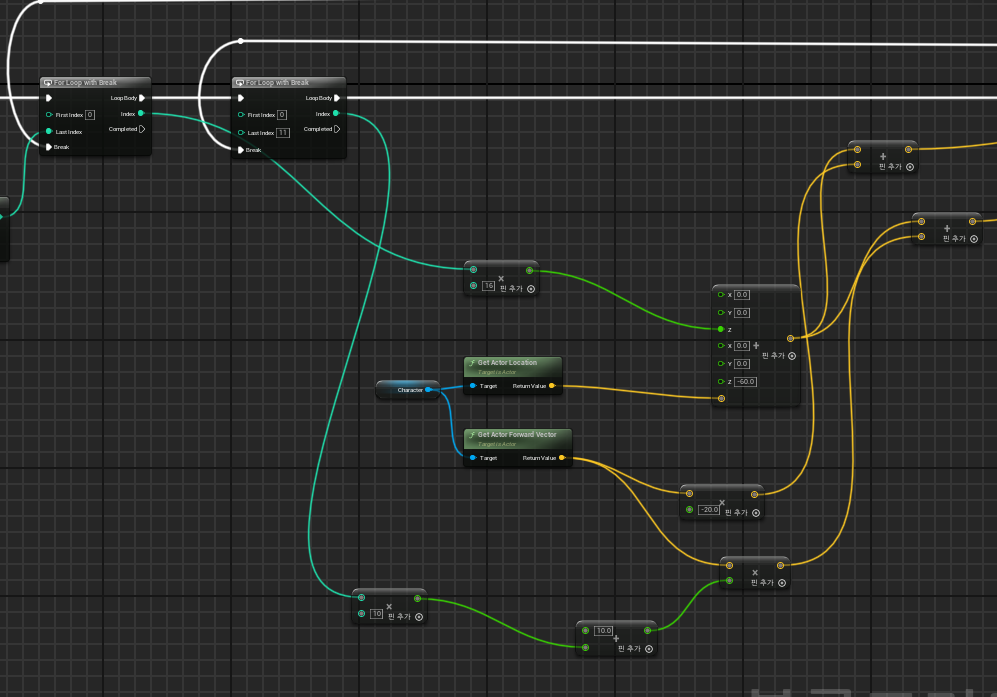 For Loop with Break
Loop Body
First Index 0
Index
Last Index
Completed
Break
For Loop with Break
Loop Body
First Index 0
Index
Last Index 11
Completed
Break
+
핀 추가
+
핀 추가
×
16
핀 추가
X 0.0
Y 0.0
Z
X 0.0
+
핀 추가
Y 0.0
Z -60.0
f Get Actor Location
Target is Actor
Target
Return Value
Character
f Get Actor Forward Vector
Target is Actor
Target
Return Value
×
-20.0
핀 추가
×
핀 추가
×
10
핀 추가
10.0
+
핀 추가